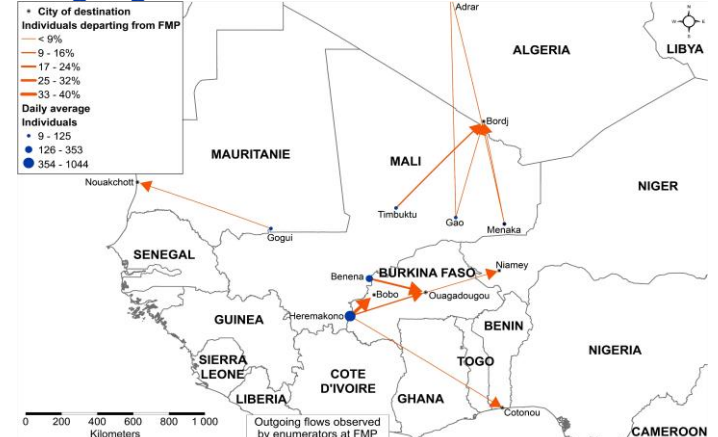 City of destination
Individuals departing from FMP
< 9%
9 - 16%
17 - 24%
25 - 32%
33 - 40%
Daily average
Individuals
9 - 125
126 - 353
354 - 1044
Adrar
N
W
E
S
ALGERIA
LIBYA
Bordj
MAURITANIE
MALI
Nouakchott
NIGER
Timbuktu
Gao
Menaka
Gogui
SENEGAL
Niamey
Benena
BURKINA FASO
Bobo
Ouagadougou
Heremakono
GUINEA
BENIN
NIGERIA
SIERRA
LEONE
TOGO
COTE
D'IVOIRE
LIBERIA
GHANA
Cotonou
0 200 400 600 800 1 000
Kilometers
Outgoing flows observed
by enumerators at FMP
CAMEROON